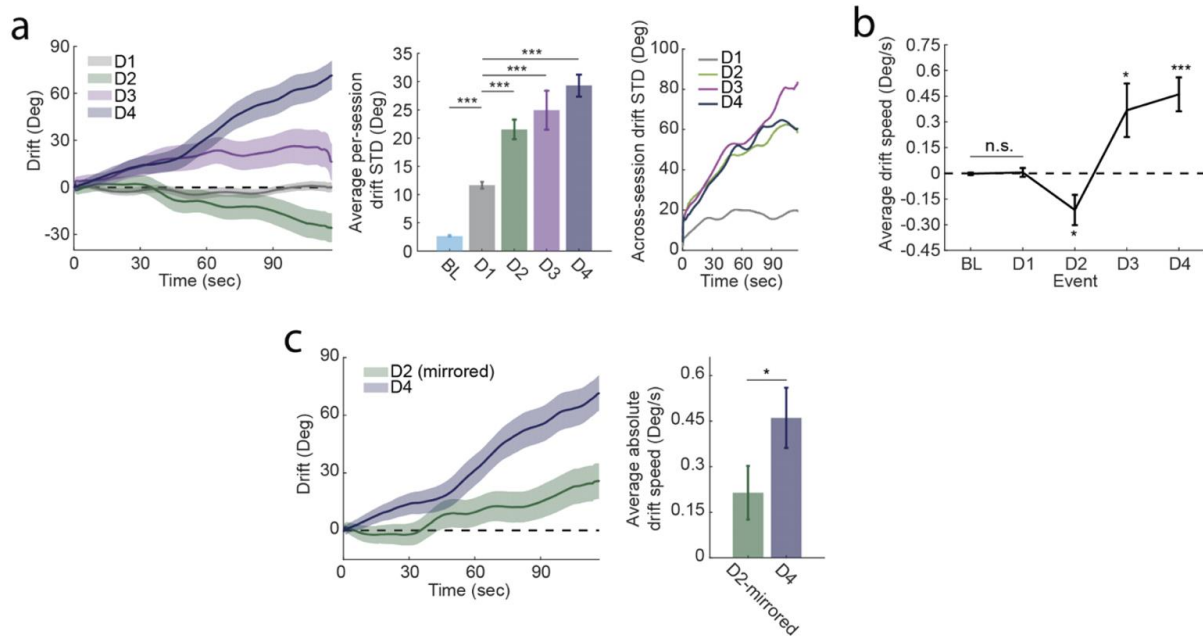 a
90
60
30
0
-30
Drift (Deg)
D1
D2
D3
D4
0
30
60
90
Time (sec)
35
30
25
20
15
10
5
0
Average per-session
drift STD (Deg)
***
***
***
***
BL
D1
D2
D3
D4
100
80
60
40
20
0
Across-session drift STD (Deg)
D1
D2
D3
D4
0
30
60
90
Time (sec)
b
0.75
0.60
0.45
0.30
0.15
0
-0.15
-0.30
-0.45
Average drift speed (Deg/s)
n.s.
*
*
***
BL
D1
D2
D3
D4
Event
c
90
60
30
0
Drift (Deg)
D2 (mirrored)
D4
0
30
60
90
Time (sec)
0.6
0.45
0.3
0.15
0
Average absolute
drift speed (Deg/s)
*
D2-mirrored
D4